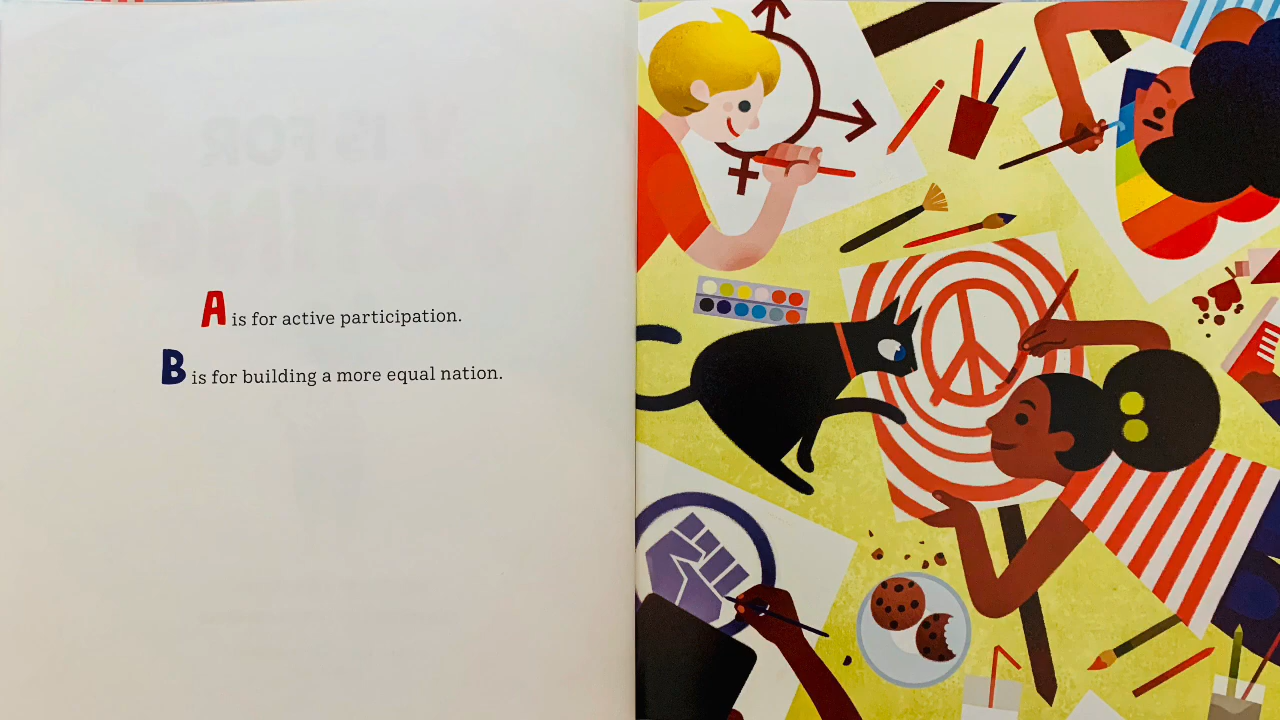 A is for active participation.
B is for building a more equal nation.